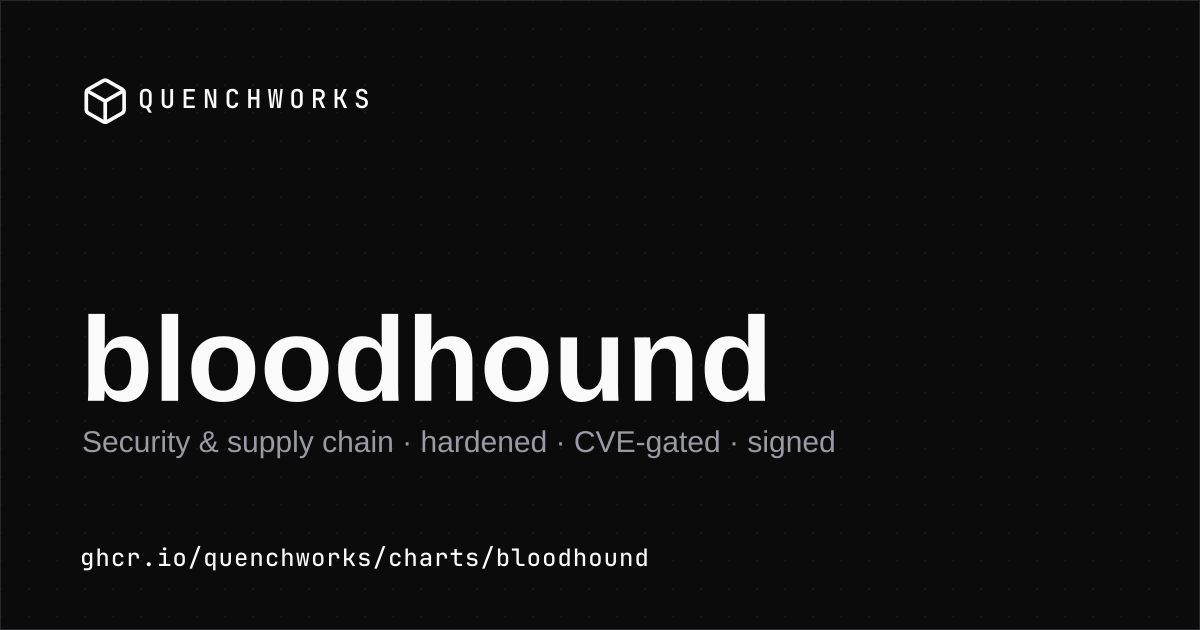 QUENCHWORKS
bloodhound
Security & supply chain · hardened · CVE-gated · signed
ghcr.io/quenchworks/charts/bloodhound